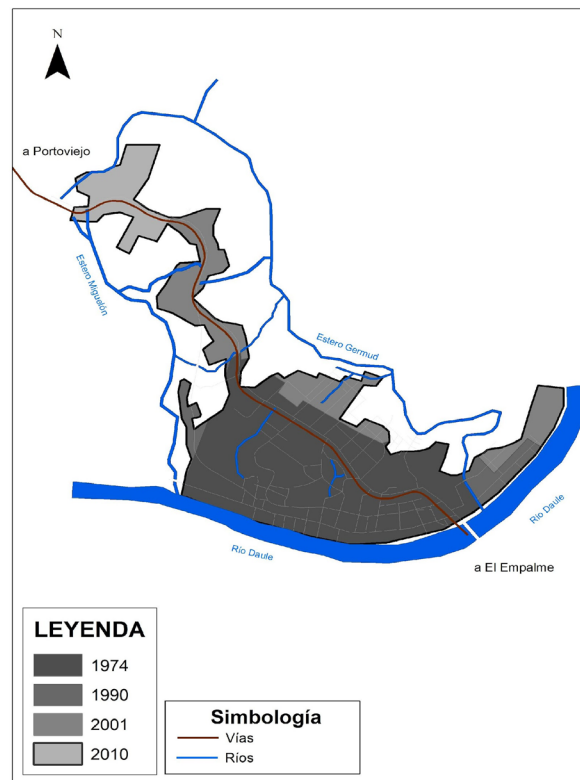 N
a Portoviejo
Estero Miguelón
Estero Germud
Río Daule
Río Daule
a El Empalme
LEYENDA
1974
1990
2001
2010
Simbología
Vías
Ríos